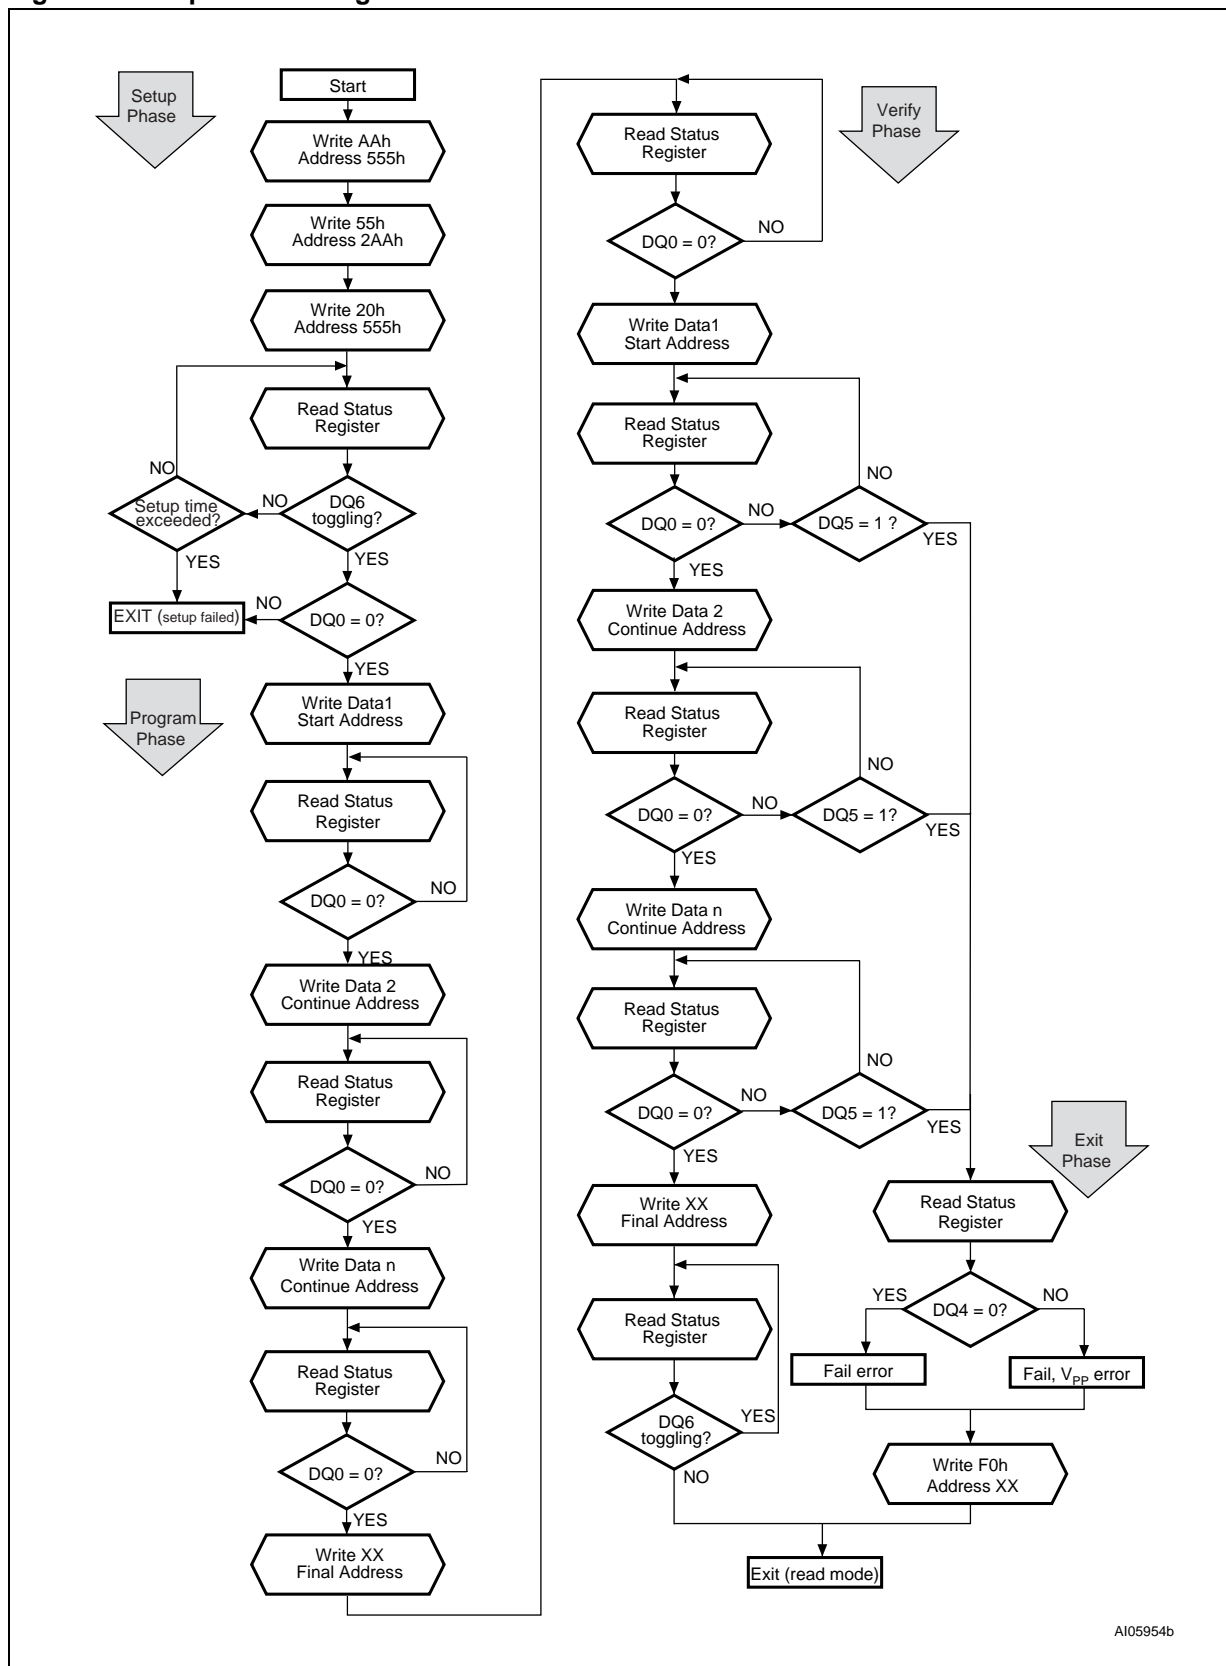 Setup
Phase
Start
Write AAh
Address 555h
Write 55h
Address 2AAh
Write 20h
Address 555h
Read Status
Register
NO
Setup time
exceeded?
NO
DQ6
toggling?
YES
YES
EXIT (setup failed)
NO
DQ0 = 0?
YES
Program
Phase
Write Data1
Start Address
Read Status
Register
DQ0 = 0?
NO
YES
Write Data 2
Continue Address
Read Status
Register
DQ0 = 0?
NO
YES
Write Data n
Continue Address
Read Status
Register
DQ0 = 0?
NO
YES
Write XX
Final Address
Verify
Phase
Read Status
Register
DQ0 = 0?
NO
Write Data1
Start Address
Read Status
Register
NO
DQ0 = 0?
NO
DQ5 = 1 ?
YES
YES
Write Data 2
Continue Address
Read Status
Register
NO
DQ0 = 0?
NO
DQ5 = 1?
YES
YES
Write Data n
Continue Address
Read Status
Register
NO
DQ0 = 0?
NO
DQ5 = 1?
YES
YES
Write XX
Final Address
Read Status
Register
DQ6
toggling?
YES
NO
Exit
Phase
Read Status
Register
YES
DQ4 = 0?
NO
Fail error
Fail, VPP error
Write F0h
Address XX
Exit (read mode)
AI05954b